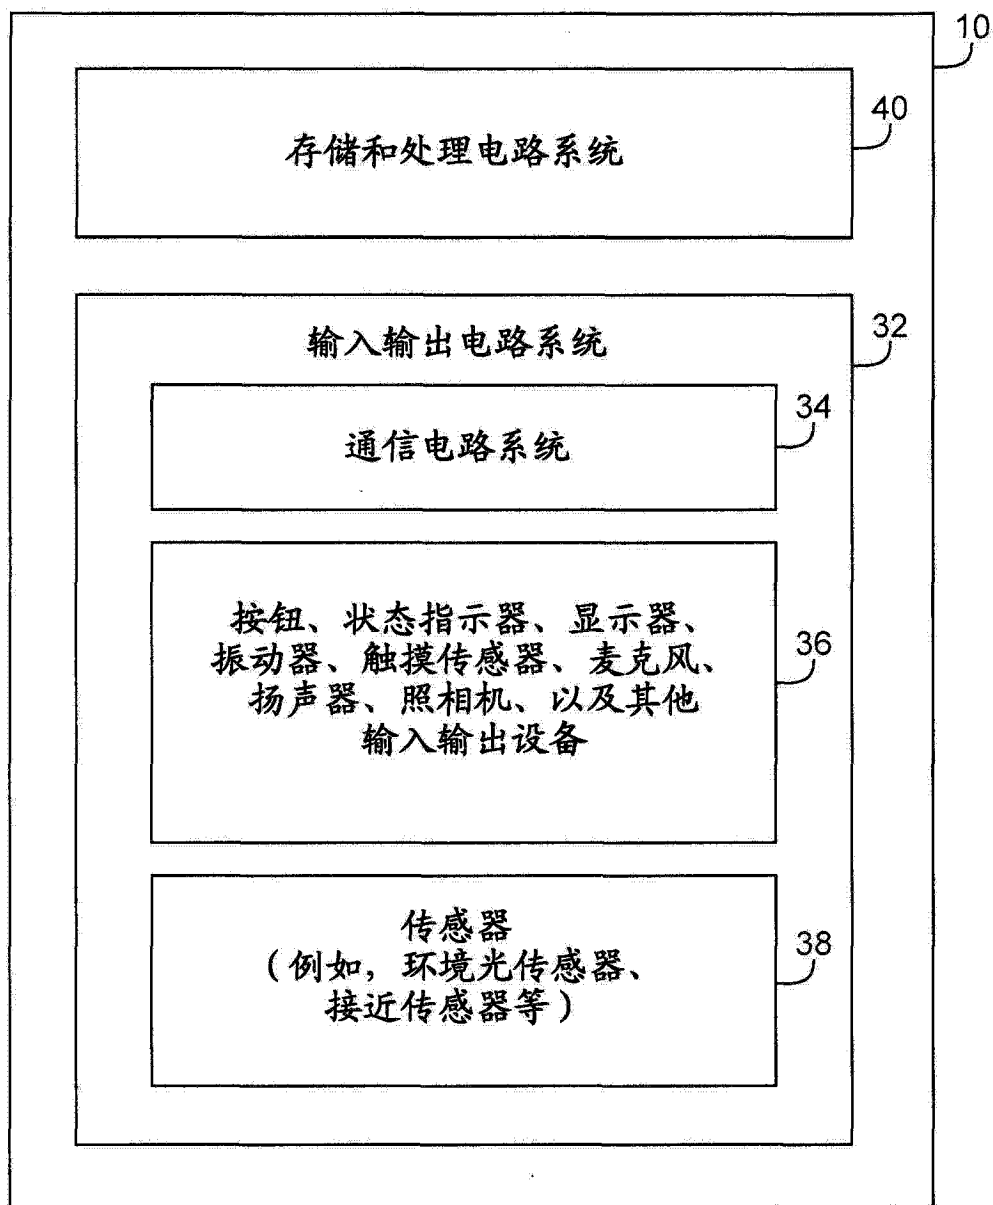 10
存储和处理电路系统
40
输入输出电路系统
32
通信电路系统
34
按钮、状态指示器、显示器、
振动器、触摸传感器、麦克风、
扬声器、照相机、以及其他
输入输出设备
36
传感器
(例如，环境光传感器、
接近传感器等)
38